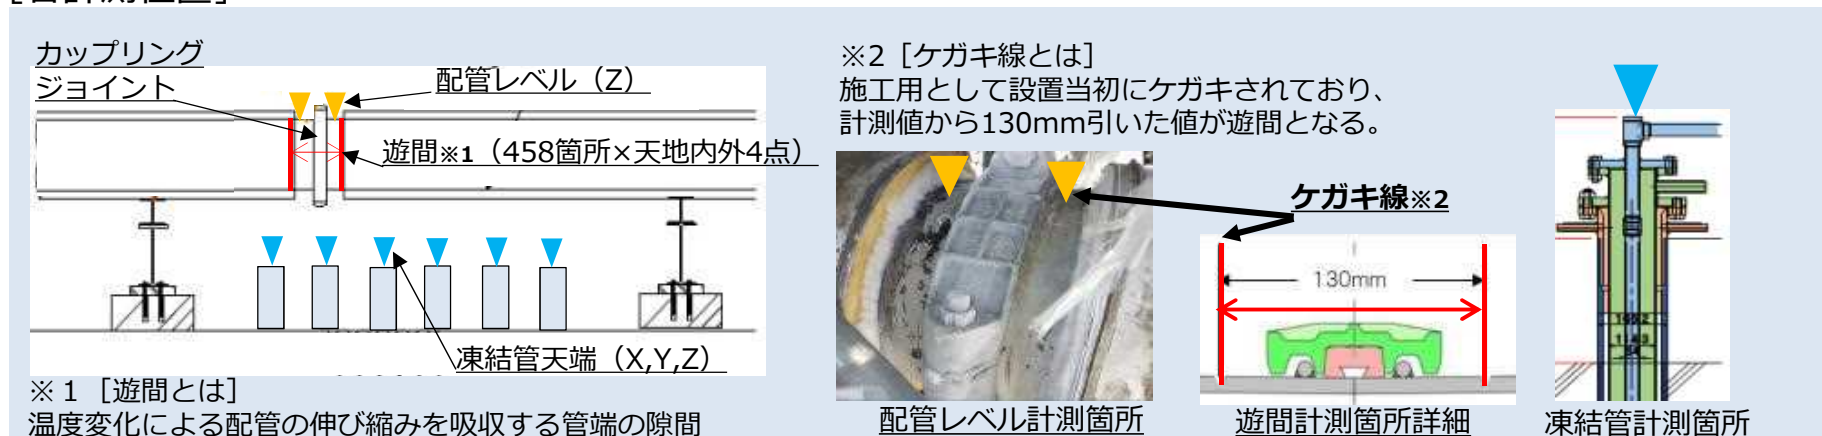 カップリング
ジョイント
配管レベル（Z）
遊間※1（458箇所×天地内外4点）
凍結管天端（X,Y,Z）
※１［遊間とは］
温度変化による配管の伸び縮みを吸収する管端の隙間
※2［ケガキ線とは］
施工用として設置当初にケガキされており、
計測値から130mm引いた値が遊間となる。
ケガキ線※2
130mm
配管レベル計測箇所
遊間計測箇所詳細
凍結管計測箇所